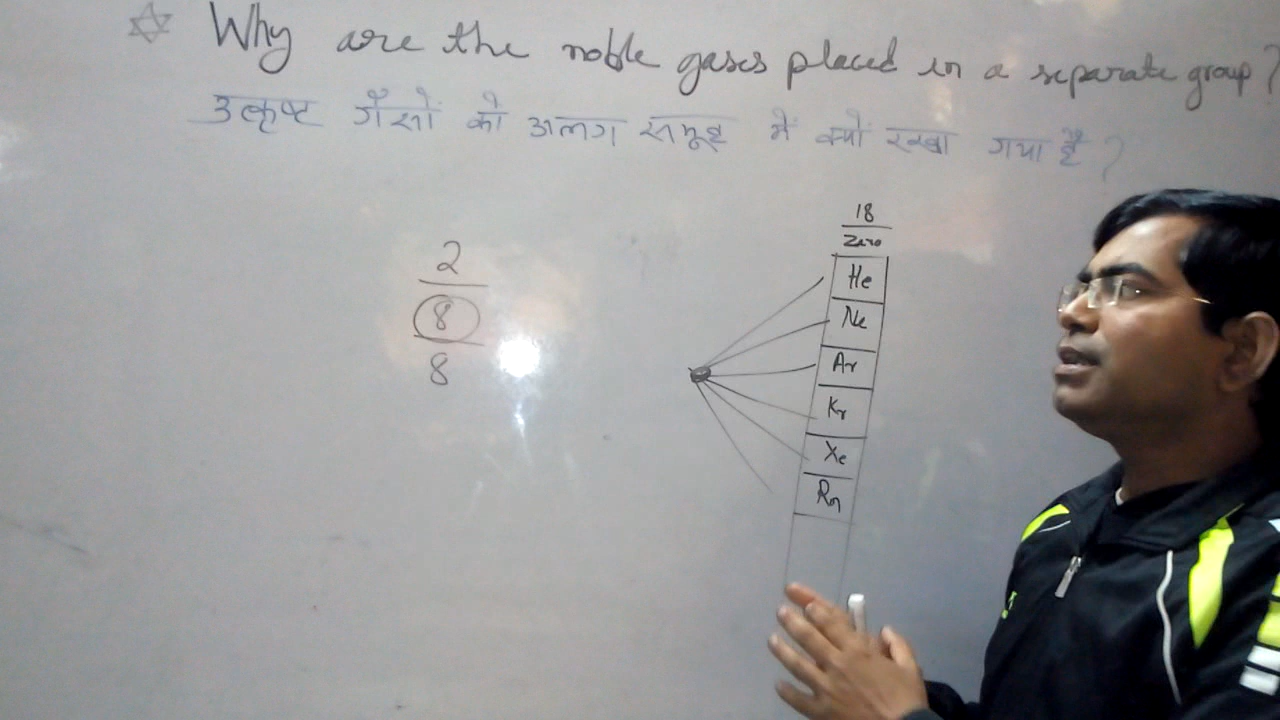 Why are the noble gases placed in a separate group?
उत्कृष्ट गैसों को अलग समूह में क्यों रखा गया है?
2
8
8
18
Zero
He
Ne
Ar
Kr
Xe
Rn